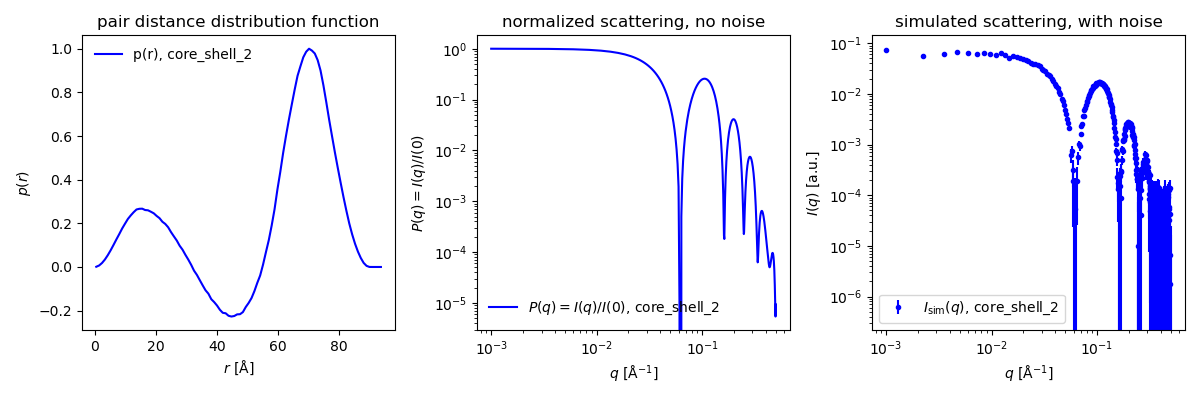 pair distance distribution function
p(r), core_shell_2
p(r)
1.0
0.8
0.6
0.4
0.2
0.0
−0.2
0
20
40
60
80
r [Å]
normalized scattering, no noise
P(q) = I(q)/I(0)
10⁰
10⁻¹
10⁻²
10⁻³
10⁻⁴
10⁻⁵
P(q) = I(q)/I(0), core_shell_2
10⁻³
10⁻²
10⁻¹
q [Å⁻¹]
simulated scattering, with noise
I(q) [a.u.]
10⁻¹
10⁻²
10⁻³
10⁻⁴
10⁻⁵
10⁻⁶
I_sim(q), core_shell_2
10⁻³
10⁻²
10⁻¹
q [Å⁻¹]